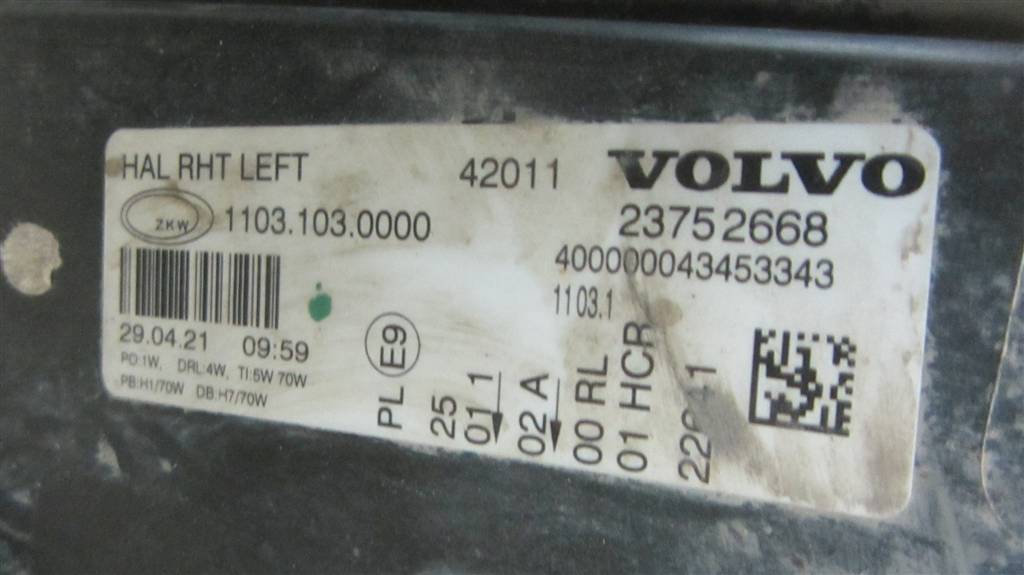 HAL RHT LEFT 42011 VOLVO
ZKW 1103.103.0000 23752668
400000043453343
1103.1
29.04.21 09:59
PO:1W, DRL:4W, TI:5W 70W
PB:H1/70W DB:H7/70W
E9
PL
25
01 1
02 A
00 RL
01 HCR